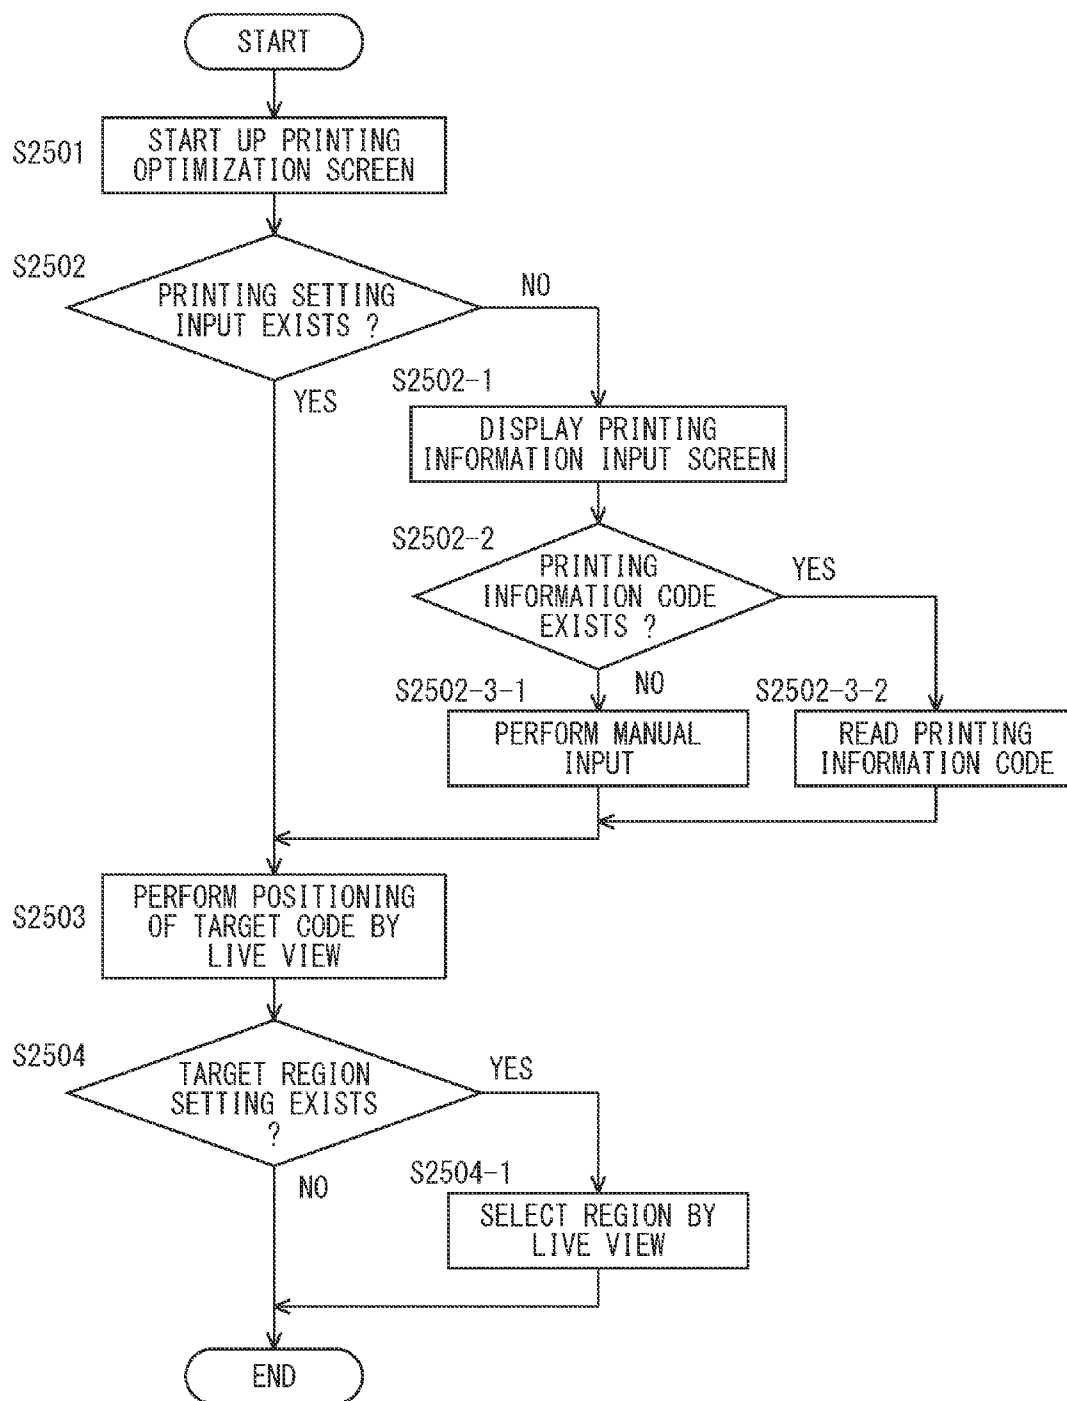 START
S2501
START UP PRINTING
OPTIMIZATION SCREEN
S2502
PRINTING SETTING
INPUT EXISTS ?
NO
YES
S2502-1
DISPLAY PRINTING
INFORMATION INPUT SCREEN
S2502-2
PRINTING
INFORMATION CODE
EXISTS ?
YES
NO
S2502-3-1
PERFORM MANUAL
INPUT
S2502-3-2
READ PRINTING
INFORMATION CODE
S2503
PERFORM POSITIONING
OF TARGET CODE BY
LIVE VIEW
S2504
TARGET REGION
SETTING EXISTS
?
YES
NO
S2504-1
SELECT REGION BY
LIVE VIEW
END